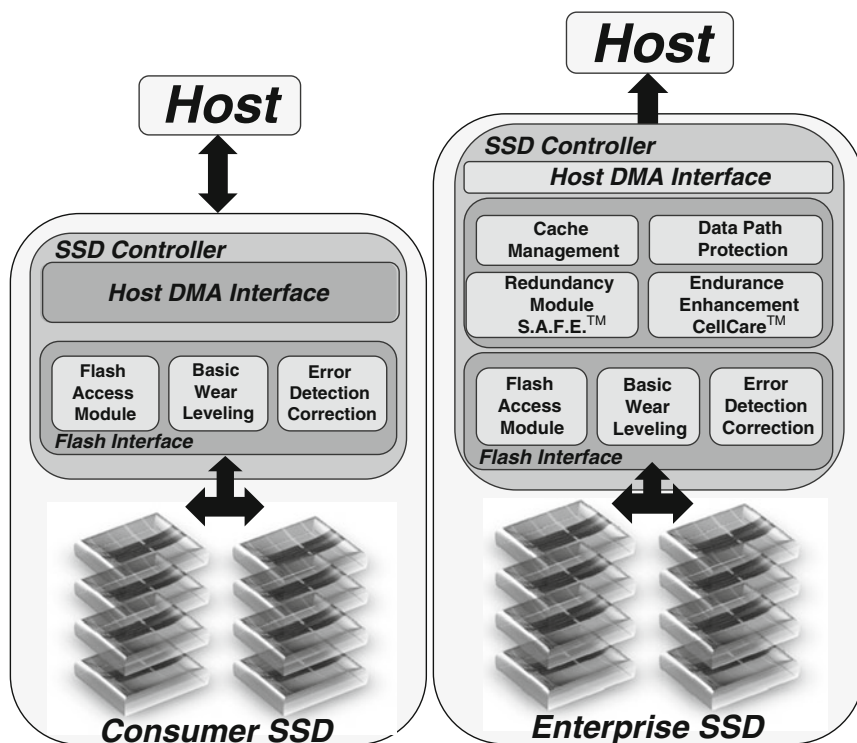 Host
SSD Controller
Host DMA Interface
Flash
Access
Module
Basic
Wear
Leveling
Error
Detection
Correction
Flash Interface
Consumer SSD
Host
SSD Controller
Host DMA Interface
Cache
Management
Data Path
Protection
Redundancy
Module
S.A.F.E.™
Endurance
Enhancement
CellCare™
Flash
Access
Module
Basic
Wear
Leveling
Error
Detection
Correction
Flash Interface
Enterprise SSD